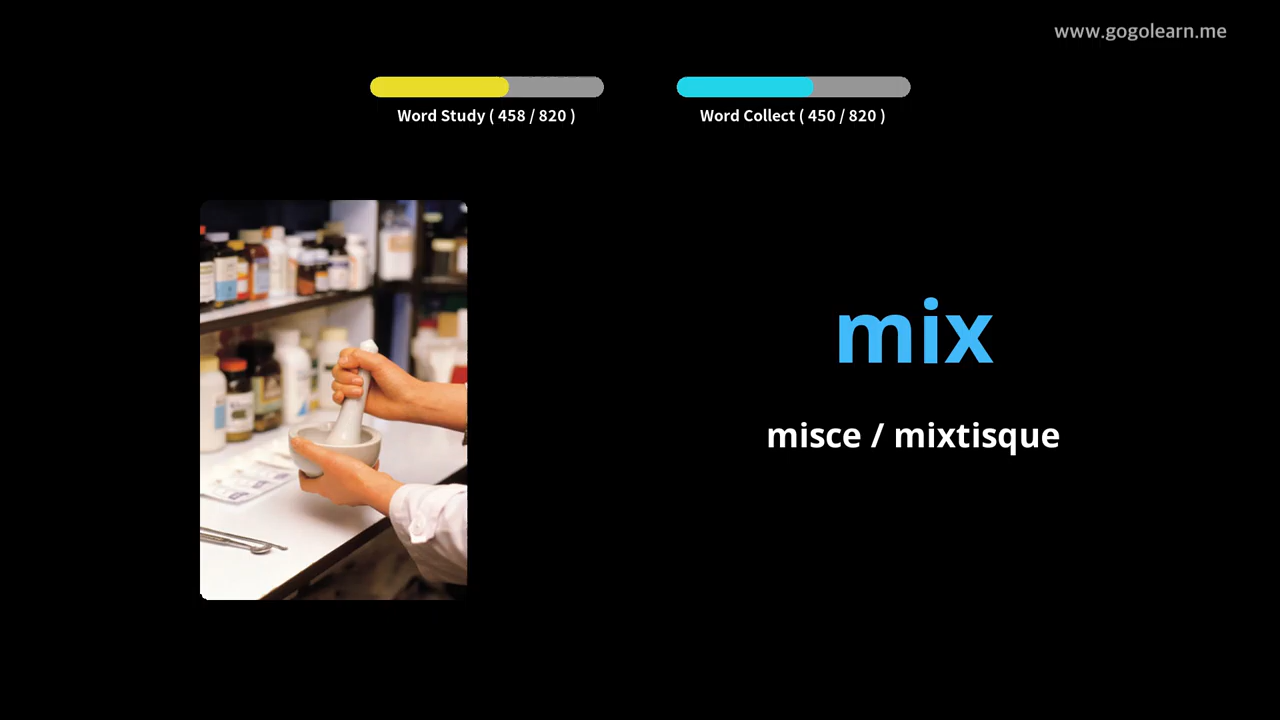 www.gogolearn.me
Word Study ( 458 / 820 )
Word Collect ( 450 / 820 )
mix
misce / mixtisque